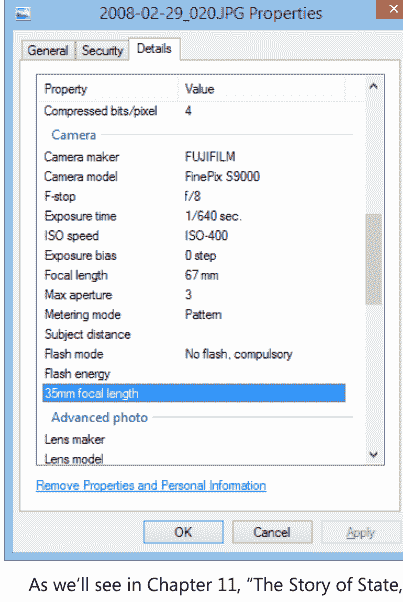 2008-02-29_020.JPG Properties
General Security Details
Property Value
Compressed bits/pixel 4
Camera
Camera maker FUJIFILM
Camera model FinePix S9000
F-stop f/8
Exposure time 1/640 sec.
ISO speed ISO-400
Exposure bias 0 step
Focal length 67 mm
Max aperture 3
Metering mode Pattern
Subject distance
Flash mode No flash, compulsory
Flash energy
35mm focal length
Advanced photo
Lens maker
Lens model
Remove Properties and Personal Information
OK Cancel Apply
As we'll see in Chapter 11, "The Story of State,